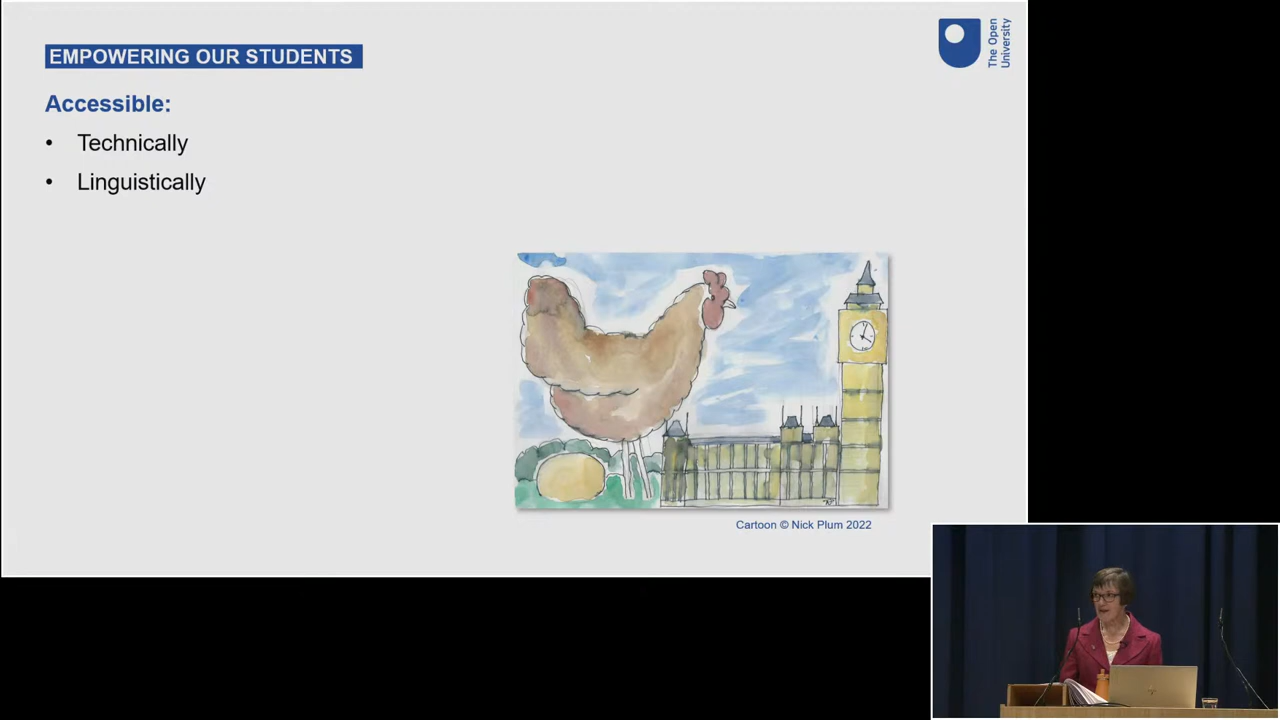 EMPOWERING OUR STUDENTS
The Open
University
Accessible:
• Technically
• Linguistically
Cartoon © Nick Plum 2022